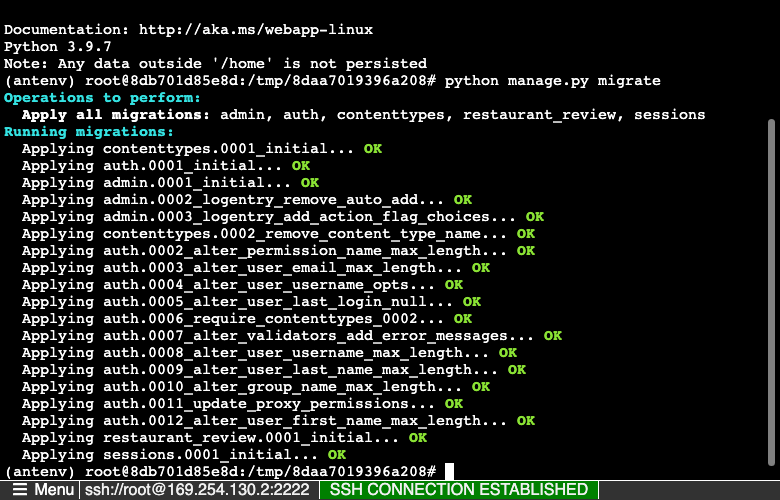 Documentation: http://aka.ms/webapp-linux
Python 3.9.7
Note: Any data outside '/home' is not persisted
(antenv) root@8db701d85e8d:/tmp/8daa7019396a208# python manage.py migrate
Operations to perform:
  Apply all migrations: admin, auth, contenttypes, restaurant_review, sessions
Running migrations:
  Applying contenttypes.0001_initial... OK
  Applying auth.0001_initial... OK
  Applying admin.0001_initial... OK
  Applying admin.0002_logentry_remove_auto_add... OK
  Applying admin.0003_logentry_add_action_flag_choices... OK
  Applying contenttypes.0002_remove_content_type_name... OK
  Applying auth.0002_alter_permission_name_max_length... OK
  Applying auth.0003_alter_user_email_max_length... OK
  Applying auth.0004_alter_user_username_opts... OK
  Applying auth.0005_alter_user_last_login_null... OK
  Applying auth.0006_require_contenttypes_0002... OK
  Applying auth.0007_alter_validators_add_error_messages... OK
  Applying auth.0008_alter_user_username_max_length... OK
  Applying auth.0009_alter_user_last_name_max_length... OK
  Applying auth.0010_alter_group_name_max_length... OK
  Applying auth.0011_update_proxy_permissions... OK
  Applying auth.0012_alter_user_first_name_max_length... OK
  Applying restaurant_review.0001_initial... OK
  Applying sessions.0001_initial... OK
(antenv) root@8db701d85e8d:/tmp/8daa7019396a208#
☰ Menu ssh://root@169.254.130.2:2222 SSH CONNECTION ESTABLISHED